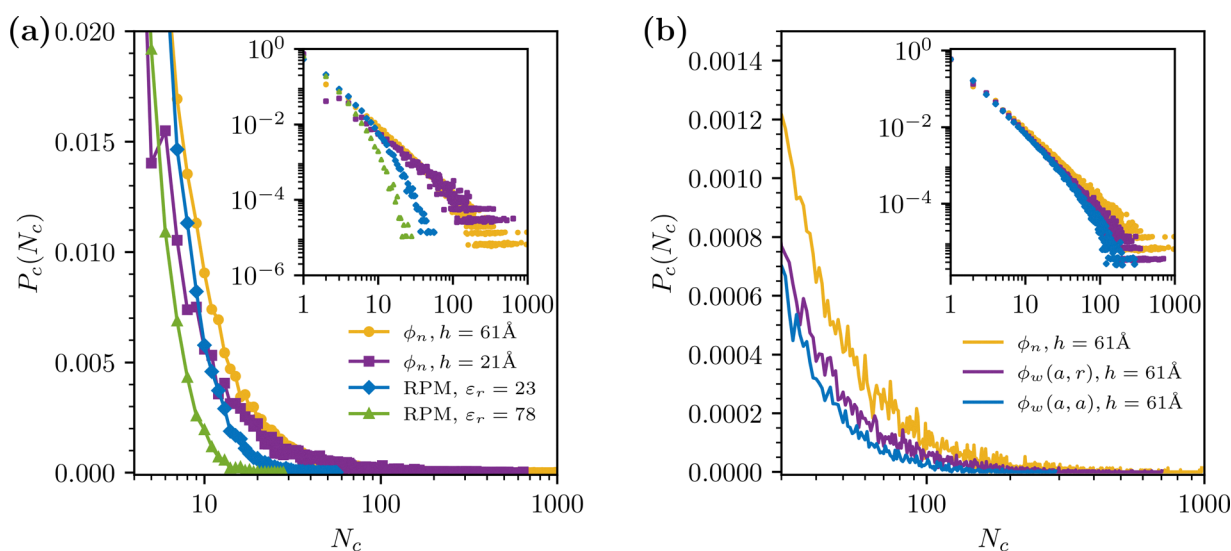 (a)
P_c(N_c)
0.020
0.015
0.010
0.005
0.000
10
100
1000
N_c
10^0
10^−2
10^−4
10^−6
1
10
100
1000
ϕ_n, h = 61Å
ϕ_n, h = 21Å
RPM, ε_r = 23
RPM, ε_r = 78
(b)
P_c(N_c)
0.0014
0.0012
0.0010
0.0008
0.0006
0.0004
0.0002
0.0000
100
1000
N_c
10^0
10^−2
10^−4
1
10
100
1000
ϕ_n, h = 61Å
ϕ_w(a, r), h = 61Å
ϕ_w(a, a), h = 61Å